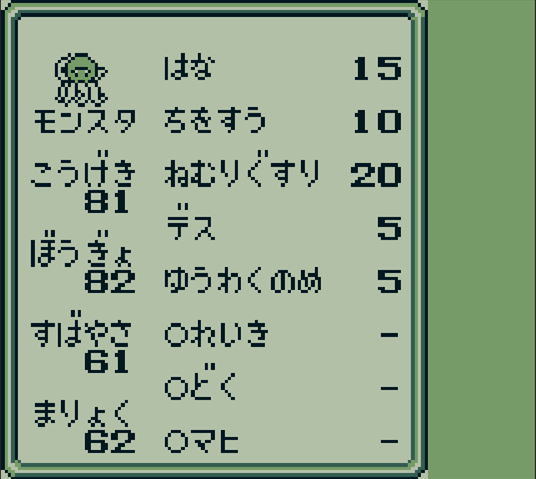 はな 15
モンスタ ちをすう 10
こうげき ねむりぐすり 20
81
デス 5
ぼうぎょ
82 ゆうわくのめ 5
すばやさ ○れいき -
61
○どく -
まりょく
62 ○マヒ -